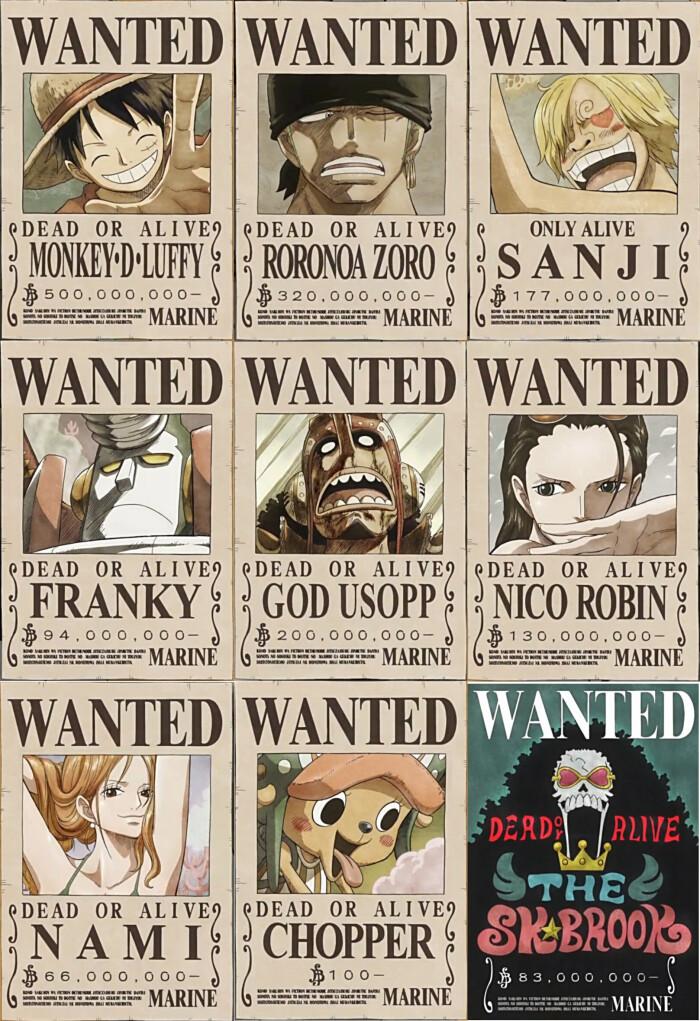 WANTED
DEAD OR ALIVE
MONKEY·D·LUFFY
฿500,000,000-
MARINE
WANTED
DEAD OR ALIVE
RORONOA ZORO
฿320,000,000-
MARINE
WANTED
ONLY ALIVE
SANJI
฿177,000,000-
MARINE
WANTED
DEAD OR ALIVE
FRANKY
฿94,000,000-
MARINE
WANTED
DEAD OR ALIVE
GOD USOPP
฿200,000,000-
MARINE
WANTED
DEAD OR ALIVE
NICO ROBIN
฿130,000,000-
MARINE
WANTED
DEAD OR ALIVE
NAMI
฿66,000,000-
MARINE
WANTED
DEAD OR ALIVE
CHOPPER
฿100-
MARINE
WANTED
DEAD OR ALIVE
THE
SK★BROOK
฿83,000,000-
MARINE